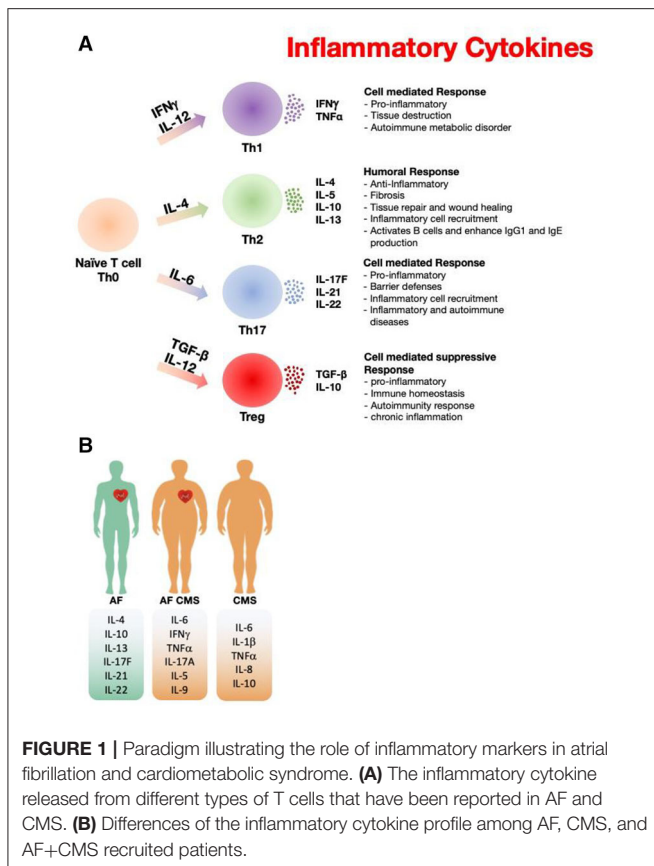 A
Inflammatory Cytokines
IFNγ
IL-12
Th1
IFNγ
TNFα
Cell mediated Response
- Pro-inflammatory
- Tissue destruction
- Autoimmune metabolic disorder
Naïve T cell
Th0
IL-4
Th2
IL-4
IL-5
IL-10
IL-13
Humoral Response
- Anti-Inflammatory
- Fibrosis
- Tissue repair and wound healing
- Inflammatory cell recruitment
- Activates B cells and enhance IgG1 and IgE
production
IL-6
Th17
IL-17F
IL-21
IL-22
Cell mediated Response
- Pro-inflammatory
- Barrier defenses
- Inflammatory cell recruitment
- Inflammatory and autoimmune
diseases
TGF-β
IL-12
Treg
TGF-β
IL-10
Cell mediated suppressive
Response
- pro-inflammatory
- Immune homeostasis
- Autoimmunity response
- chronic inflammation
B
AF
IL-4
IL-10
IL-13
IL-17F
IL-21
IL-22
AF CMS
IL-6
IFNγ
TNFα
IL-17A
IL-5
IL-9
CMS
IL-6
IL-1β
TNFα
IL-8
IL-10
FIGURE 1 | Paradigm illustrating the role of inflammatory markers in atrial
fibrillation and cardiometabolic syndrome. (A) The inflammatory cytokine
released from different types of T cells that have been reported in AF and
CMS. (B) Differences of the inflammatory cytokine profile among AF, CMS, and
AF+CMS recruited patients.